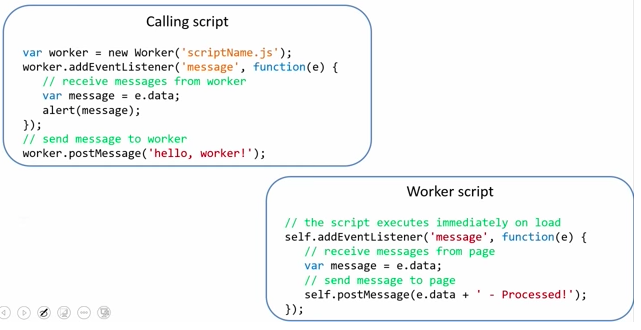 Calling script
var worker = new Worker('scriptName.js');
worker.addEventListener('message', function(e) {
// receive messages from worker
var message = e.data;
alert(message);
});
// send message to worker
worker.postMessage('hello, worker!');
Worker script
// the script executes immediately on load
self.addEventListener('message', function(e) {
// receive messages from page
var message = e.data;
// send message to page
self.postMessage(e.data + ' - Processed!');
});